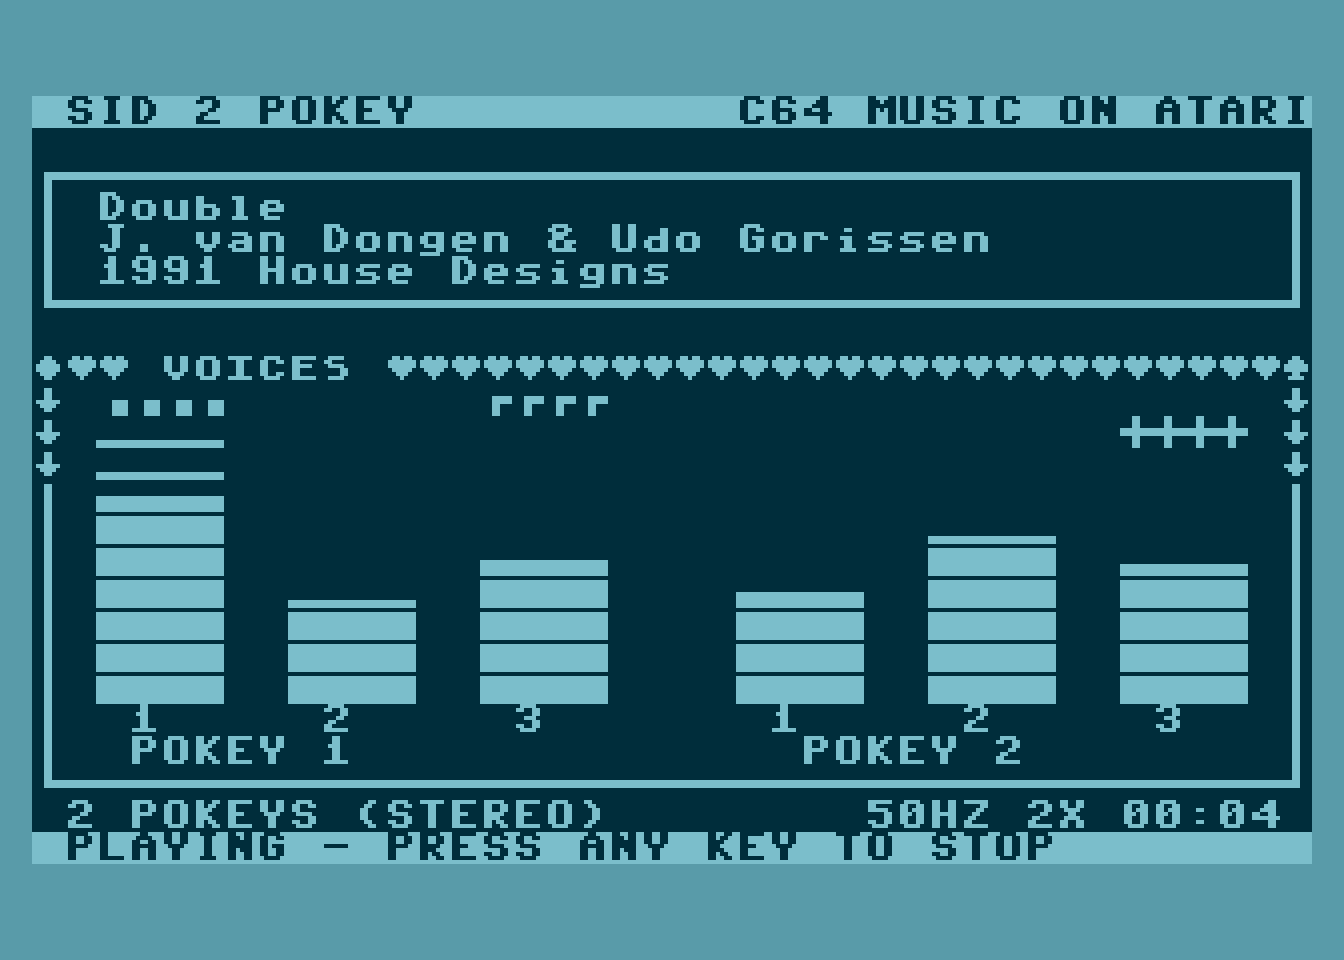 SID 2 POKEY C64 MUSIC ON ATARI
Double
J. van Dongen & Udo Gorissen
1991 House Designs
VOICES
1 2 3 1 2 3
POKEY 1 POKEY 2
2 POKEYS (STEREO) 50HZ 2X 00:04
PLAYING - PRESS ANY KEY TO STOP